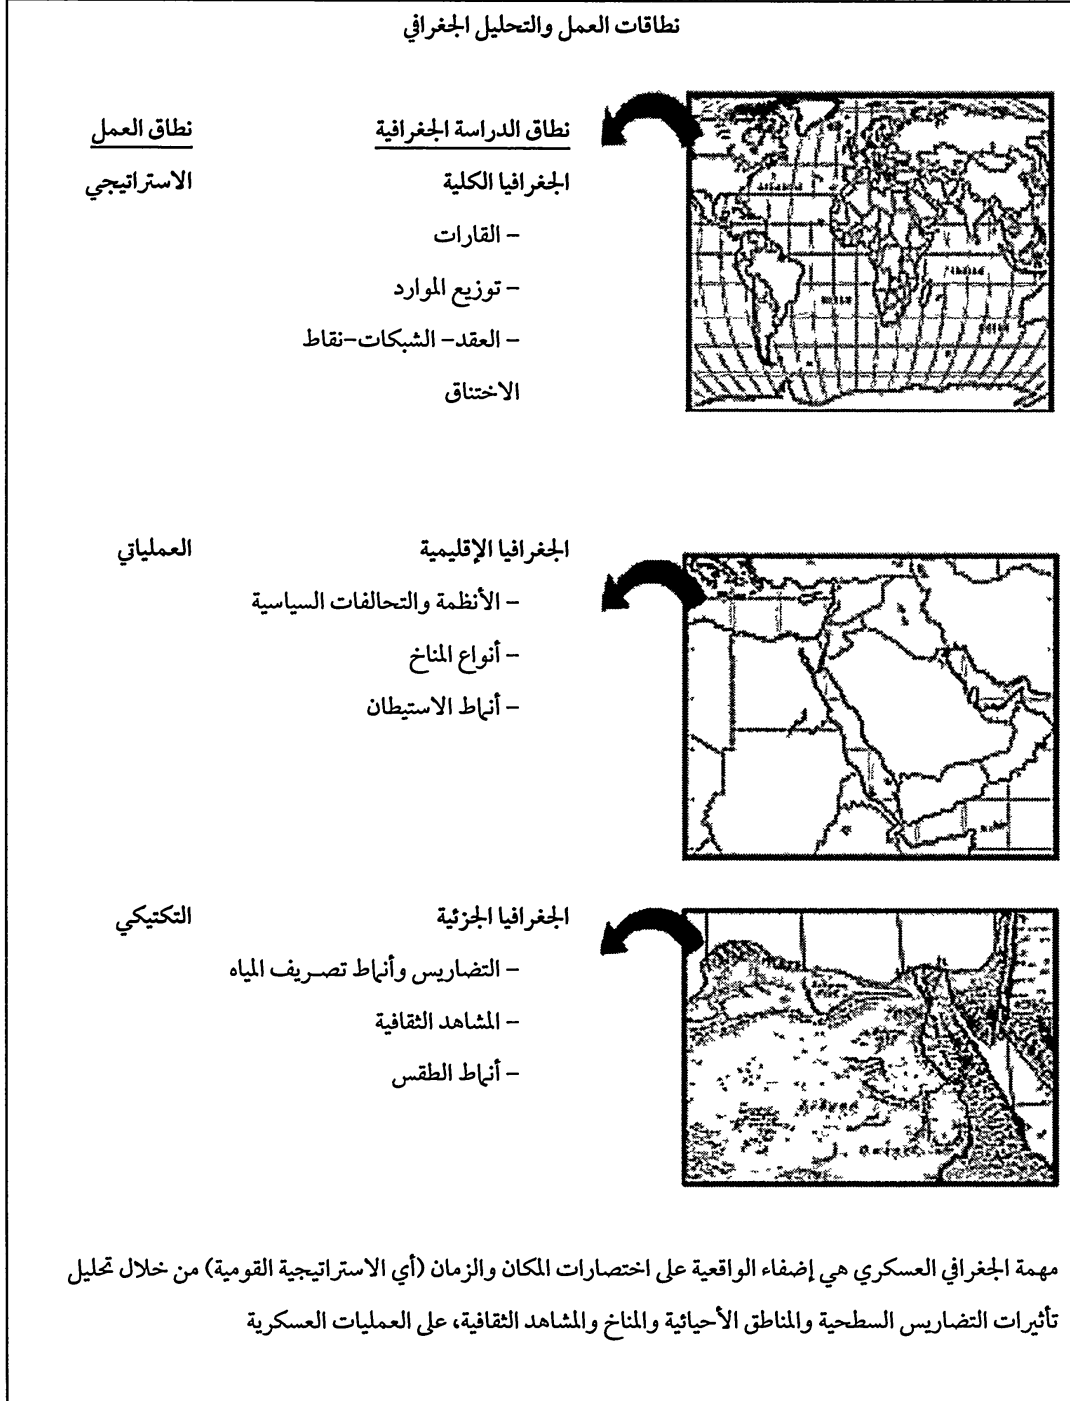 نطاقات العمل والتحليل الجغرافي
نطاق الدراسة الجغرافية نطاق العمل
الجغرافيا الكلية الاستراتيجي
– القارات
– توزيع الموارد
– العقد– الشبكات–نقاط
الاختناق
الجغرافيا الإقليمية العملياتي
– الأنظمة والتحالفات السياسية
– أنواع المناخ
– أنماط الاستيطان
الجغرافيا الجزئية التكتيكي
– التضاريس وأنماط تصريف المياه
– المشاهد الثقافية
– أنماط الطقس
مهمة الجغرافي العسكري هي إضفاء الواقعية على اختصارات المكان والزمان (أي الاستراتيجية القومية) من خلال تحليل
تأثيرات التضاريس السطحية والمناطق الأحيائية والمناخ والمشاهد الثقافية، على العمليات العسكرية